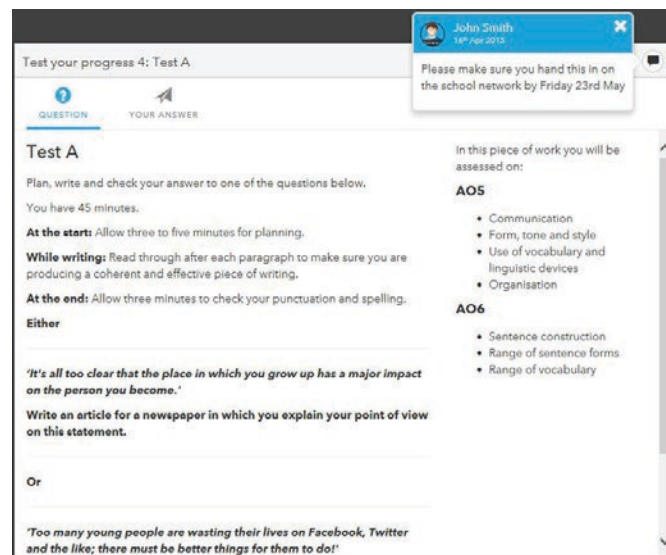 John Smith
16th Apr 2015
Test your progress 4: Test A
Please make sure you hand this in on
the school network by Friday 23rd May
QUESTION
YOUR ANSWER
Test A
Plan, write and check your answer to one of the questions below.
You have 45 minutes.
At the start: Allow three to five minutes for planning.
While writing: Read through after each paragraph to make sure you are
producing a coherent and effective piece of writing.
At the end: Allow three minutes to check your punctuation and spelling.
Either
'It's all too clear that the place in which you grow up has a major impact
on the person you become.'
Write an article for a newspaper in which you explain your point of view
on this statement.
Or
'Too many young people are wasting their lives on Facebook, Twitter
and the like; there must be better things for them to do!'
In this piece of work you will be
assessed on:
AO5
• Communication
• Form, tone and style
• Use of vocabulary and
linguistic devices
• Organisation
AO6
• Sentence construction
• Range of sentence forms
• Range of vocabulary